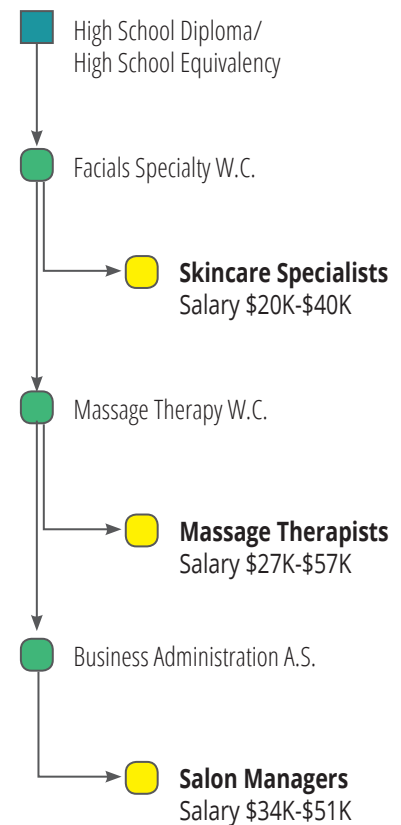 High School Diploma/
High School Equivalency
Facials Specialty W.C.
Skincare Specialists
Salary $20K-$40K
Massage Therapy W.C.
Massage Therapists
Salary $27K-$57K
Business Administration A.S.
Salon Managers
Salary $34K-$51K